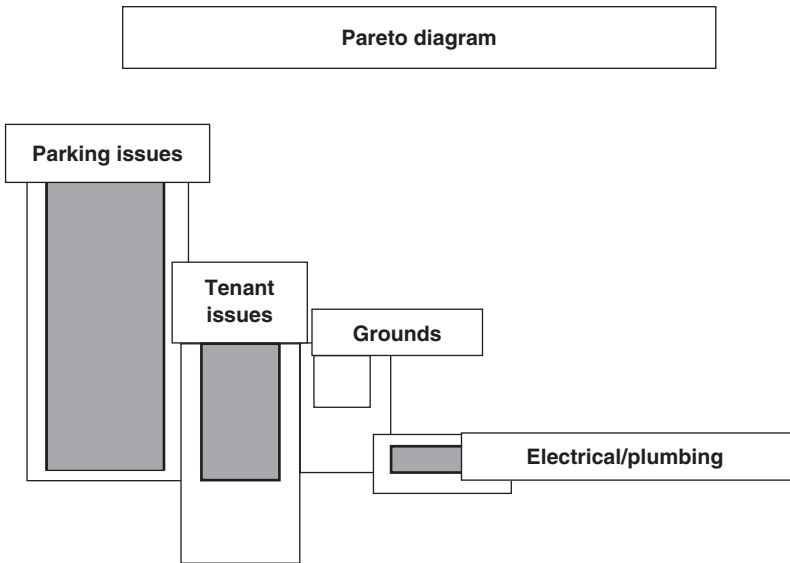 Pareto diagram
Parking issues
Tenant
issues
Grounds
Electrical/plumbing